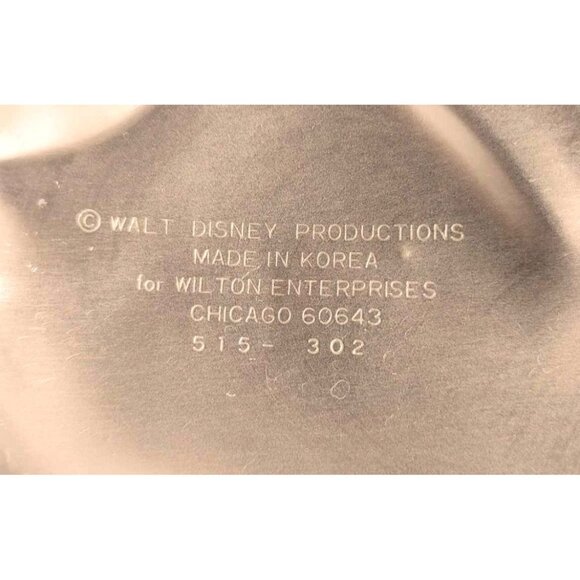 © WALT DISNEY PRODUCTIONS
MADE IN KOREA
for WILTON ENTERPRISES
CHICAGO 60643
515- 302